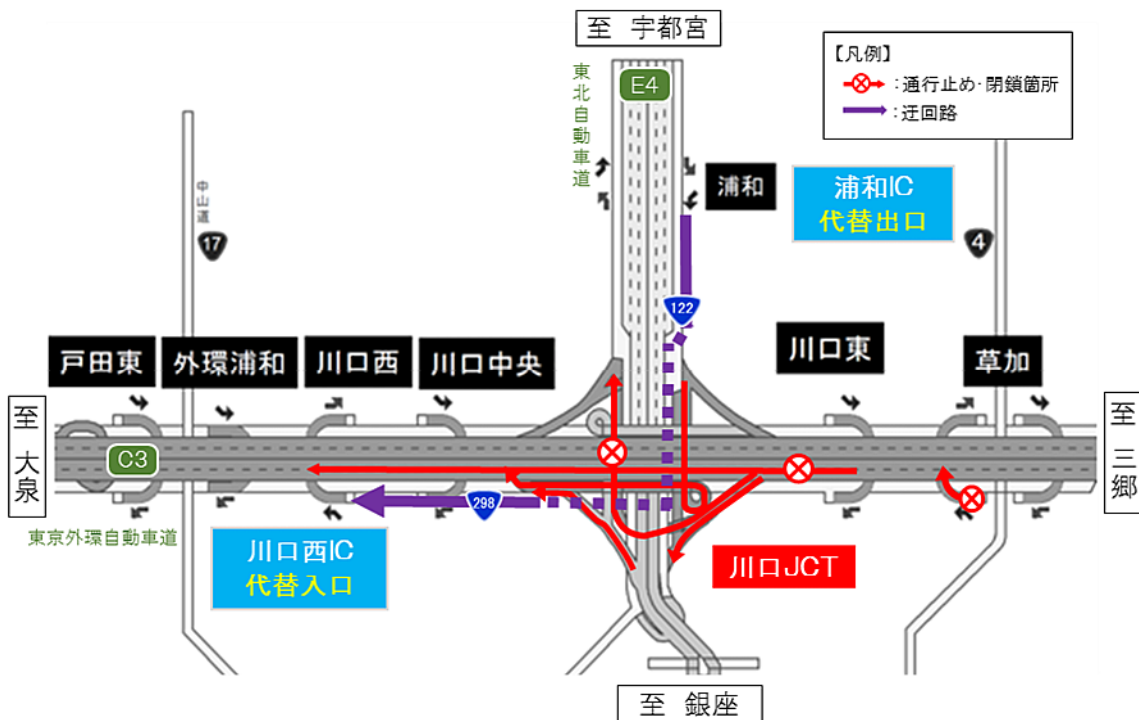 至 宇都宮
【凡例】
:通行止め・閉鎖箇所
:迂回路
東北自動車道
E4
浦和
浦和IC
代替出口
中山道
17
4
122
戸田東
外環浦和
川口西
川口中央
川口東
草加
至 大泉
C3
至 三郷
298
東京外環自動車道
川口西IC
代替入口
川口JCT
至 銀座